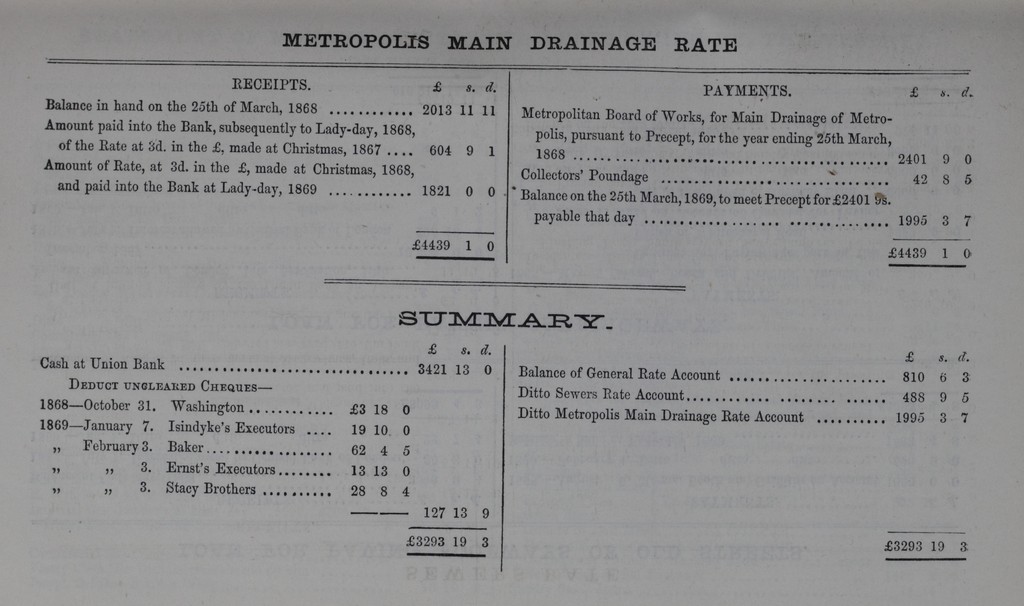 METROPOLIS MAIN DRAINAGE RATE
RECEIPTS. £ s. d.
Balance in hand on the 25th of March, 1868 ............ 2013 11 11
Amount paid into the Bank, subsequently to Lady-day, 1868,
of the Rate at 3d. in the £, made at Christmas, 1867 .... 604 9 1
Amount of Rate, at 3d. in the £, made at Christmas, 1868,
and paid into the Bank at Lady-day, 1869 ............ 1821 0 0
£4439 1 0
PAYMENTS. £ s. d.
Metropolitan Board of Works, for Main Drainage of Metro-
polis, pursuant to Precept, for the year ending 25th March,
1868 ............ 2401 9 0
Collectors' Poundage ............ 42 8 5
Balance on the 25th March, 1869, to meet Precept for £2401 9s.
payable that day ............ 1995 3 7
£4439 1 0
SUMMARY.
£ s. d.
Cash at Union Bank ............ 3421 13 0
DEDUCT UNCLEARED CHEQUES—
1868—October 31. Washington ............ £3 18 0
1869—January 7. Isindyke's Executors .... 19 10 0
„ February 3. Baker ............ 62 4 5
„ „ 3. Ernst's Executors ........ 13 13 0
„ „ 3. Stacy Brothers .......... 28 8 4
127 13 9
£3293 19 3
£ s. d.
Balance of General Rate Account ............ 810 6 3
Ditto Sewers Rate Account ............ 488 9 5
Ditto Metropolis Main Drainage Rate Account .......... 1995 3 7
£3293 19 3